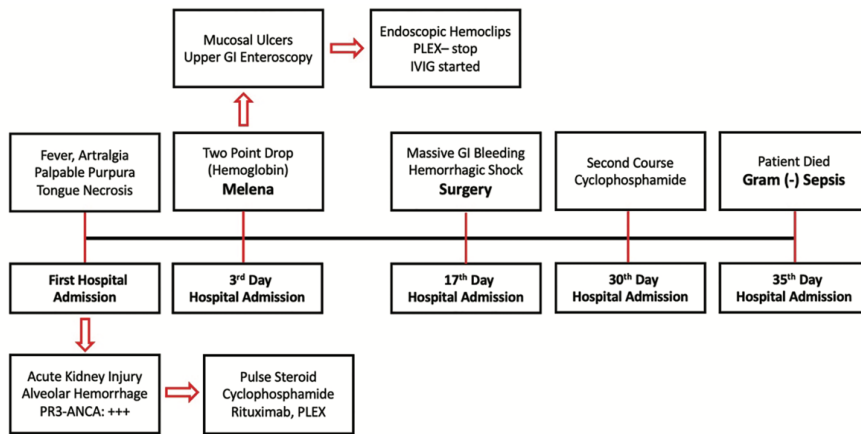 Mucosal Ulcers
Upper GI Enteroscopy
Endoscopic Hemoclips
PLEX– stop
IVIG started
Fever, Artralgia
Palpable Purpura
Tongue Necrosis
Two Point Drop
(Hemoglobin)
Melena
Massive GI Bleeding
Hemorrhagic Shock
Surgery
Second Course
Cyclophosphamide
Patient Died
Gram (-) Sepsis
First Hospital
Admission
3rd Day
Hospital Admission
17th Day
Hospital Admission
30th Day
Hospital Admission
35th Day
Hospital Admission
Acute Kidney Injury
Alveolar Hemorrhage
PR3-ANCA: +++
Pulse Steroid
Cyclophosphamide
Rituximab, PLEX